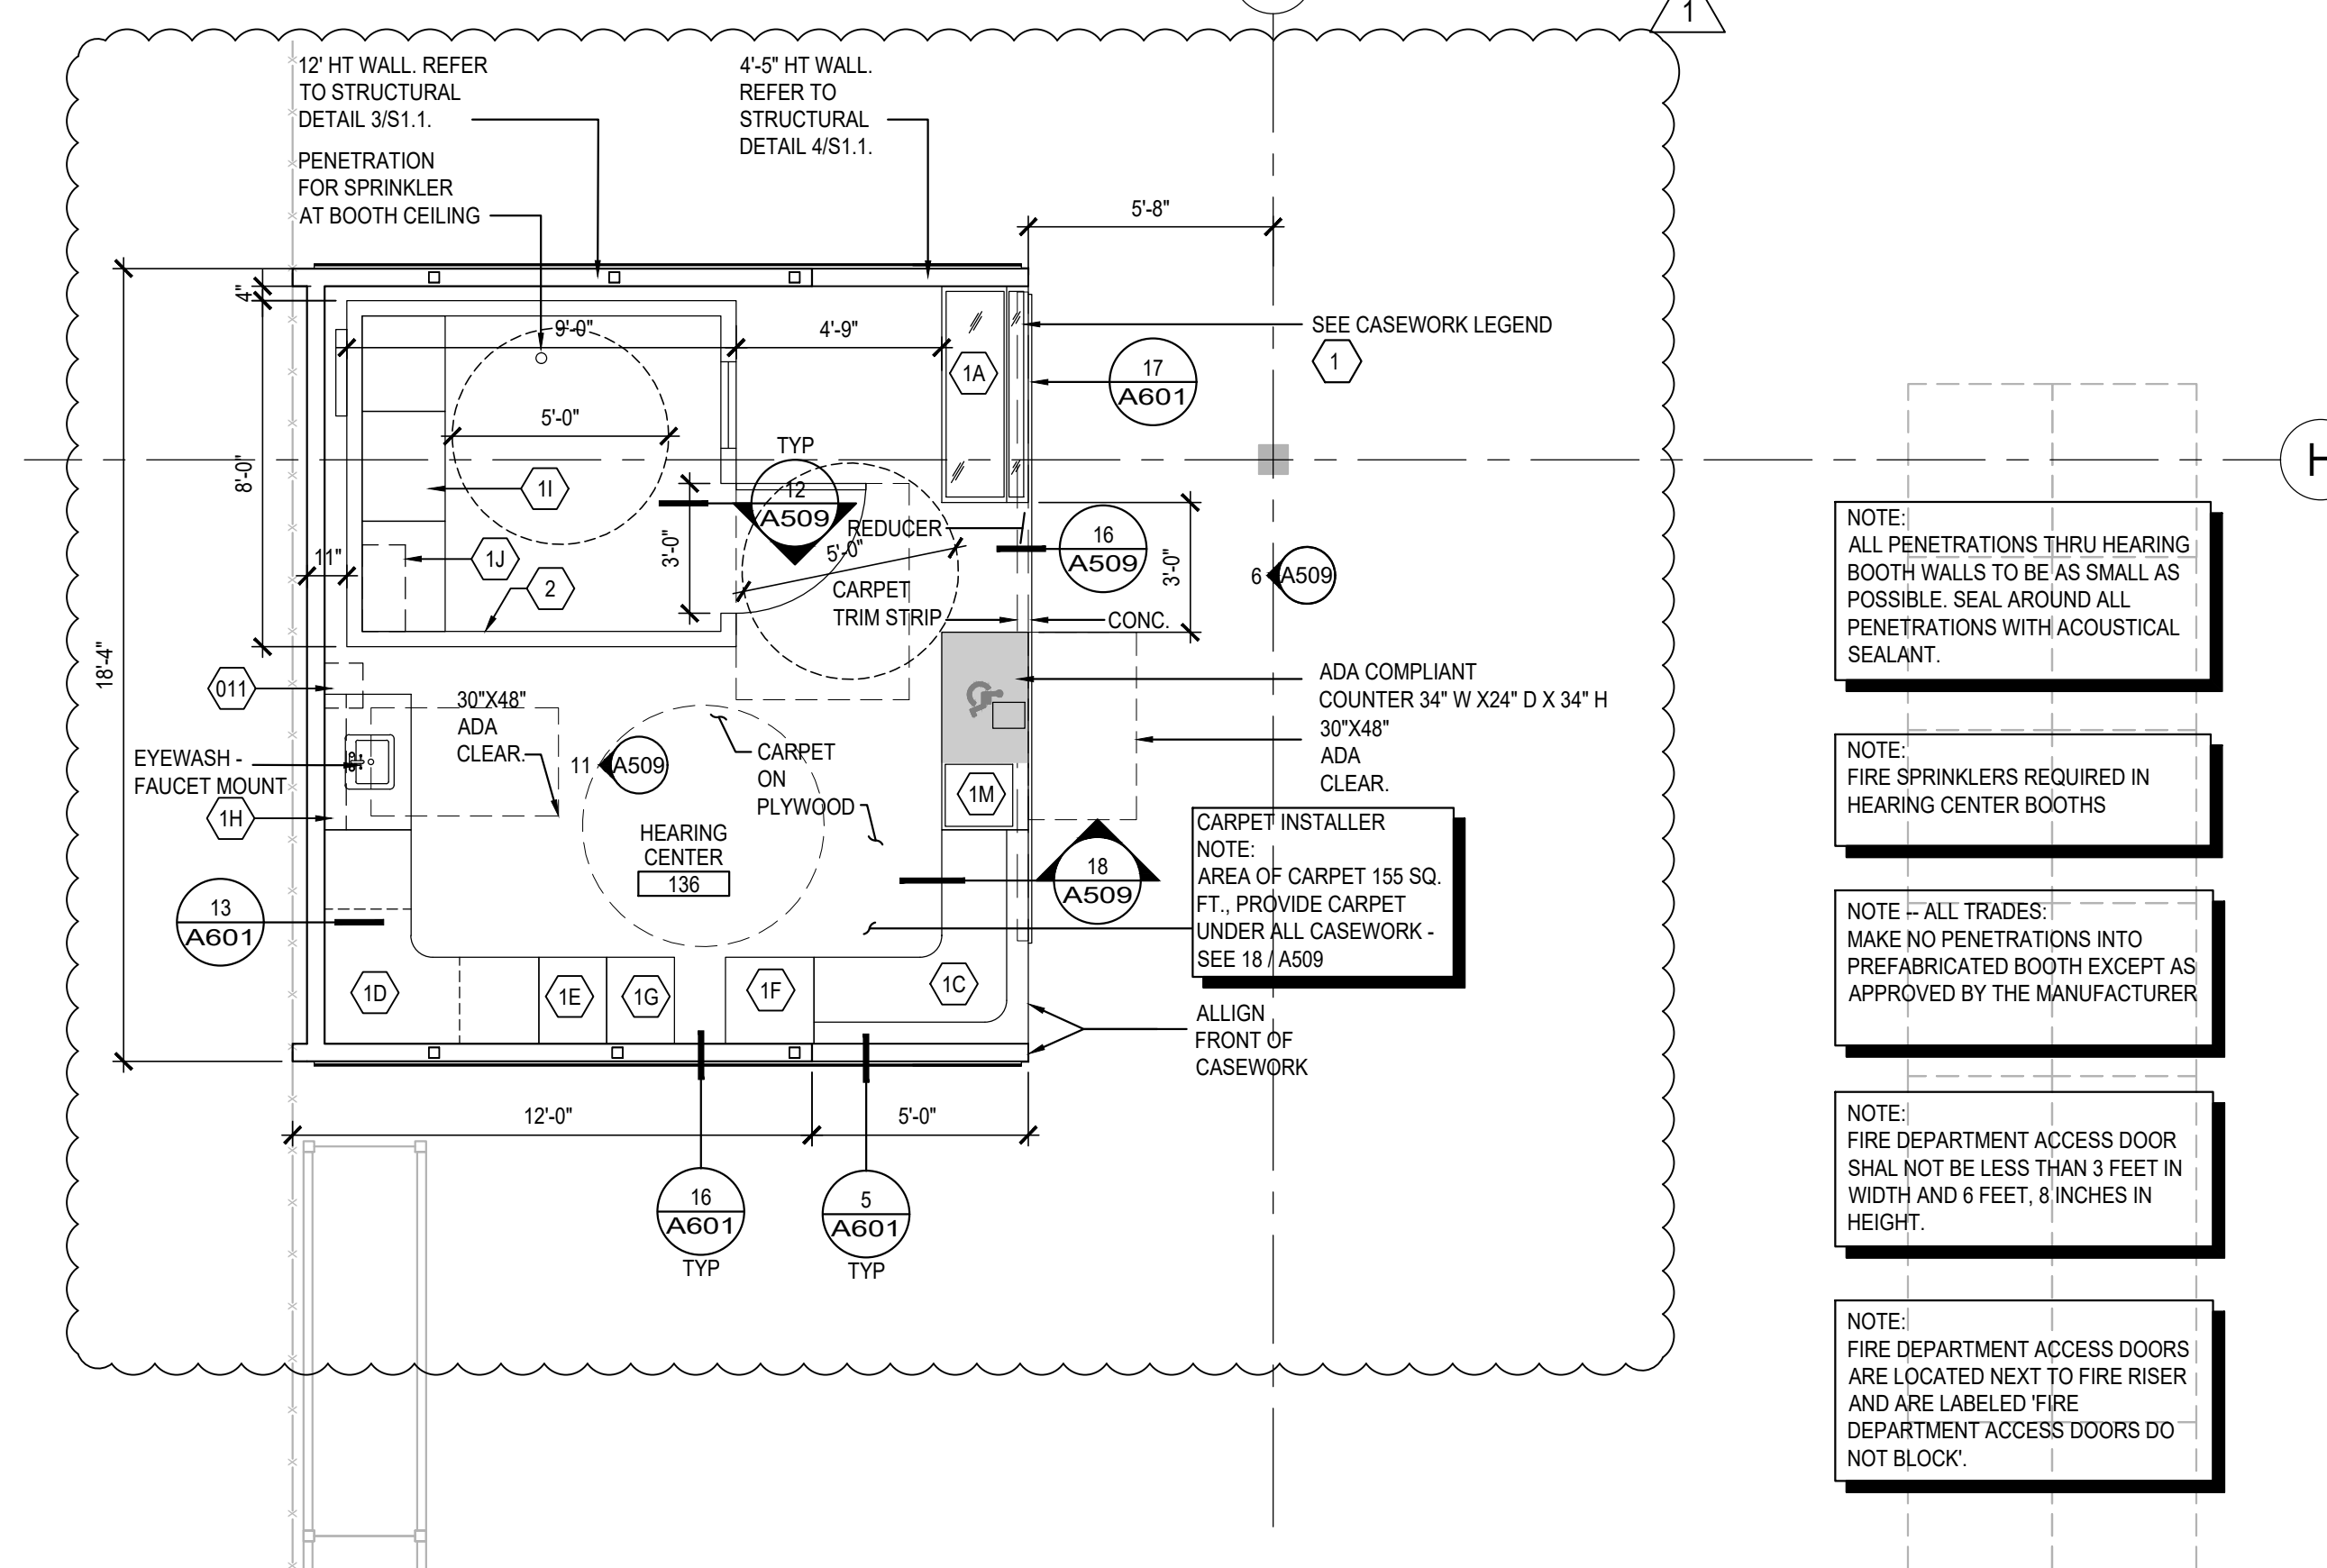 1
12' HT WALL. REFER
TO STRUCTURAL
DETAIL 3/S1.1.
PENETRATION
FOR SPRINKLER
AT BOOTH CEILING
4'-5" HT WALL.
REFER TO
STRUCTURAL
DETAIL 4/S1.1.
5'-8"
4"
9'-0"
4'-9"
SEE CASEWORK LEGEND
1
1A
17
A601
5'-0"
TYP
12
A509
8'-0"
1I
REDUCER
16
A509
3'-0"
5'-0"
3'-0"
6
A509
11"
1J
2
CARPET
TRIM STRIP
CONC.
18'-4"
011
30"X48"
ADA
CLEAR.
ADA COMPLIANT
COUNTER 34" W X24" D X 34" H
30"X48"
ADA
CLEAR.
EYEWASH -
FAUCET MOUNT
1H
11
A509
CARPET
ON
PLYWOOD
1M
HEARING
CENTER
136
18
A509
CARPET INSTALLER
NOTE:
AREA OF CARPET 155 SQ.
FT., PROVIDE CARPET
UNDER ALL CASEWORK -
SEE 18 / A509
13
A601
1D
1E
1G
1F
1C
ALLIGN
FRONT OF
CASEWORK
12'-0"
5'-0"
16
A601
TYP
5
A601
TYP
H
NOTE:
ALL PENETRATIONS THRU HEARING
BOOTH WALLS TO BE AS SMALL AS
POSSIBLE. SEAL AROUND ALL
PENETRATIONS WITH ACOUSTICAL
SEALANT.
NOTE:
FIRE SPRINKLERS REQUIRED IN
HEARING CENTER BOOTHS
NOTE -- ALL TRADES:
MAKE NO PENETRATIONS INTO
PREFABRICATED BOOTH EXCEPT AS
APPROVED BY THE MANUFACTURER
NOTE:
FIRE DEPARTMENT ACCESS DOOR
SHAL NOT BE LESS THAN 3 FEET IN
WIDTH AND 6 FEET, 8 INCHES IN
HEIGHT.
NOTE:
FIRE DEPARTMENT ACCESS DOORS
ARE LOCATED NEXT TO FIRE RISER
AND ARE LABELED 'FIRE
DEPARTMENT ACCESS DOORS DO
NOT BLOCK'.